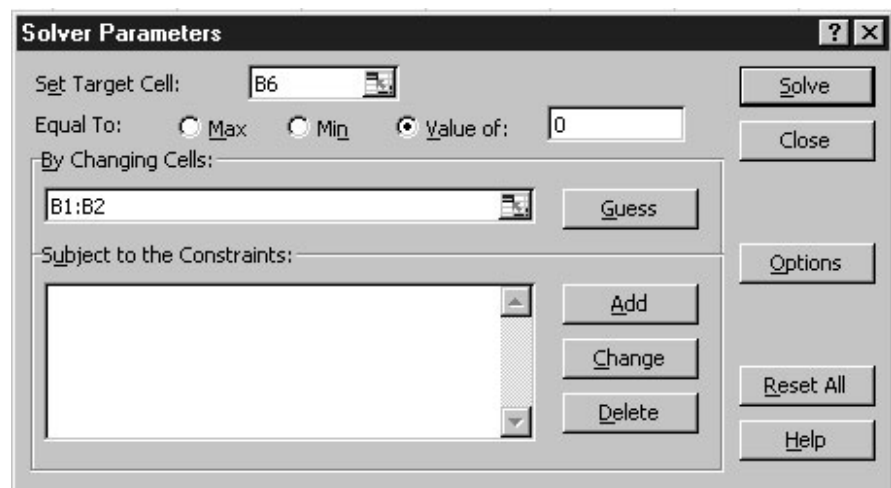 Solver Parameters
Set Target Cell: B6 Solve
Equal To: Max Min Value of: 0 Close
By Changing Cells:
B1:B2 Guess
Subject to the Constraints: Options
Add
Change
Reset All
Delete
Help